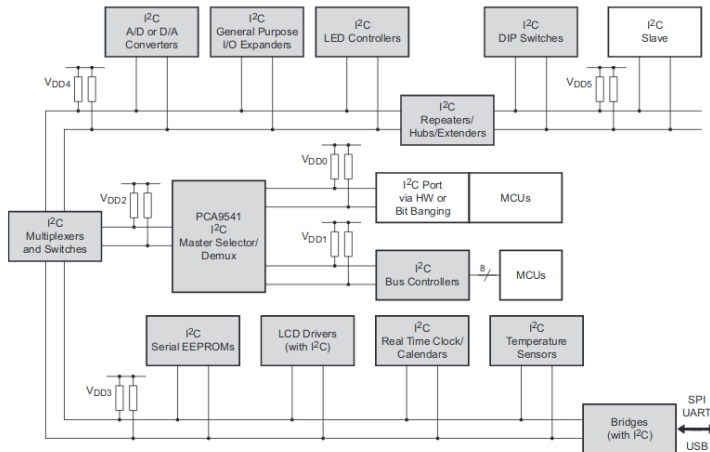 I²C
A/D or D/A
Converters
I²C
General Purpose
I/O Expanders
I²C
LED Controllers
I²C
DIP Switches
I²C
Slave
VDD4
VDD5
I²C
Repeaters/
Hubs/Extenders
VDD0
VDD2
PCA9541
I²C
Master Selector/
Demux
I²C Port
via HW or
Bit Banging
MCUs
I²C
Multiplexers
and Switches
VDD1
I²C
Bus Controllers
8
MCUs
I²C
Serial EEPROMs
LCD Drivers
(with I²C)
I²C
Real Time Clock/
Calendars
I²C
Temperature
Sensors
VDD3
Bridges
(with I²C)
SPI
UART
USB